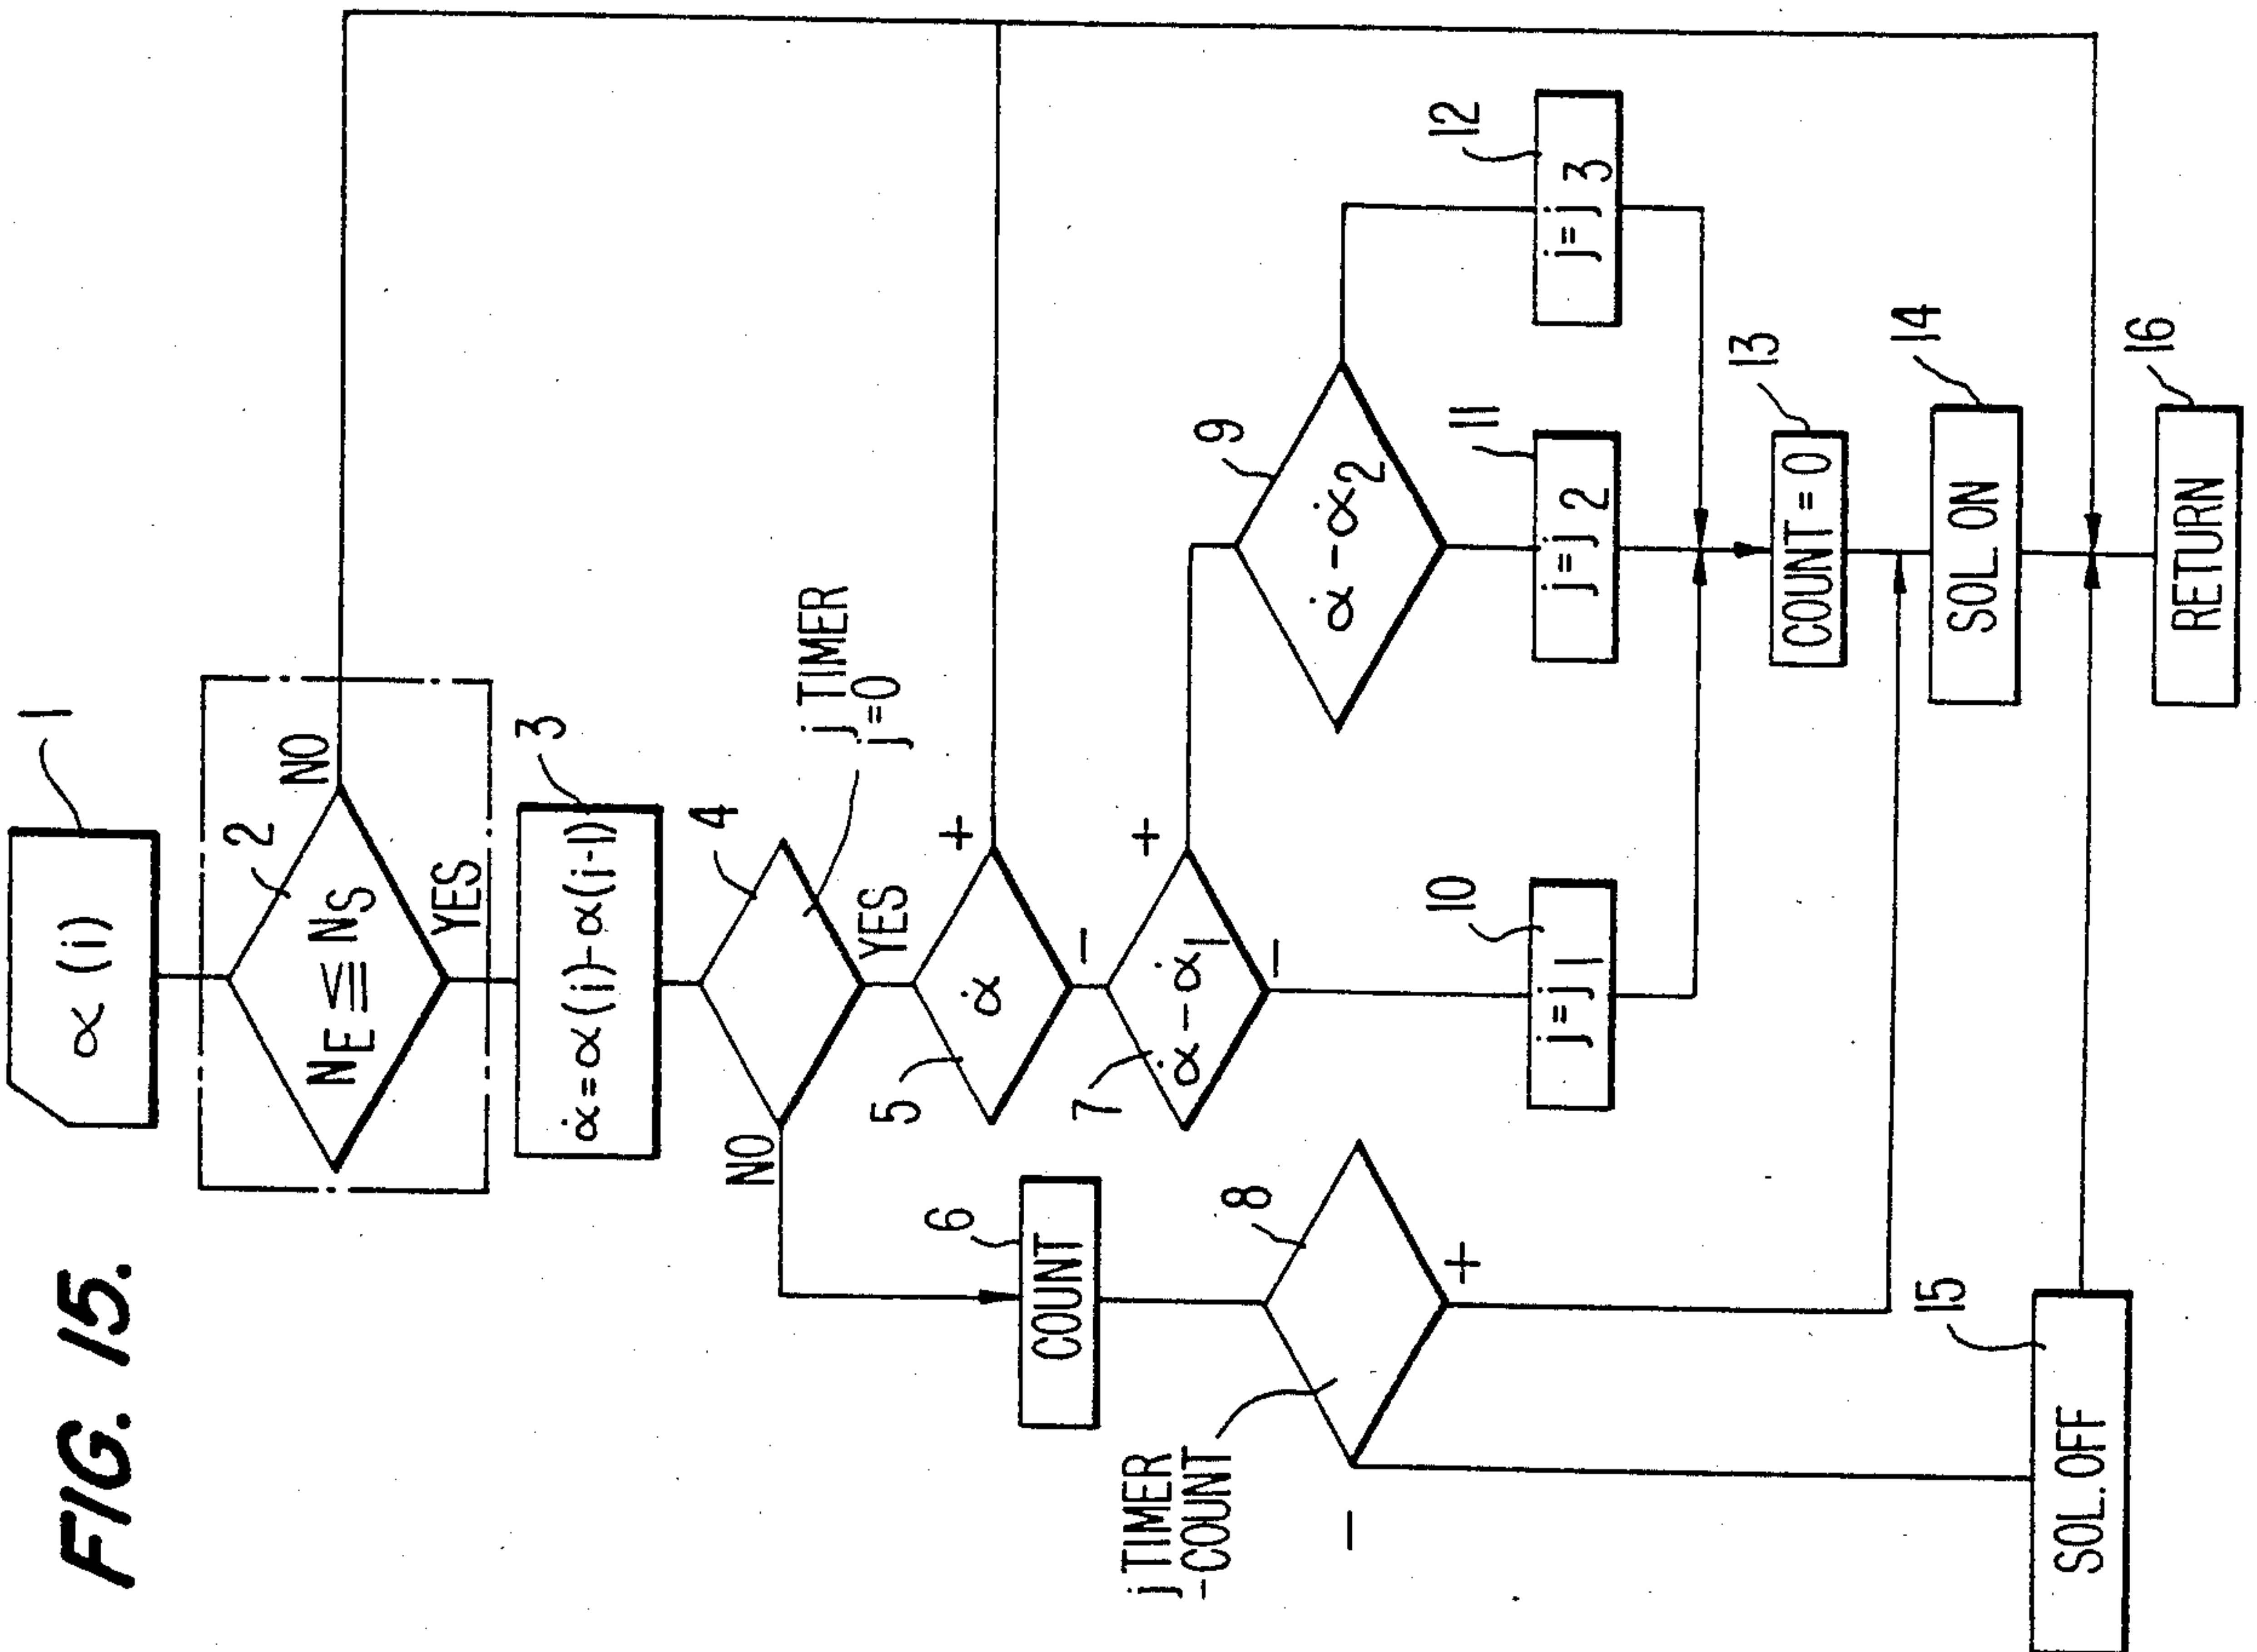 FIG. 15.
1
α (i)
2
N_E ≦ N_S
NO
YES
3
α̇=α(i)-α(i-1)
4
j TIMER
j=0
NO
YES
5
α̇
+
-
6
COUNT
7
α̇-α̇1
+
-
8
j TIMER
-COUNT
+
-
9
α̇-α̇2
10
j=j1
11
j=j2
12
j=j3
13
COUNT=0
14
SOL ON
15
SOL.OFF
16
RETURN